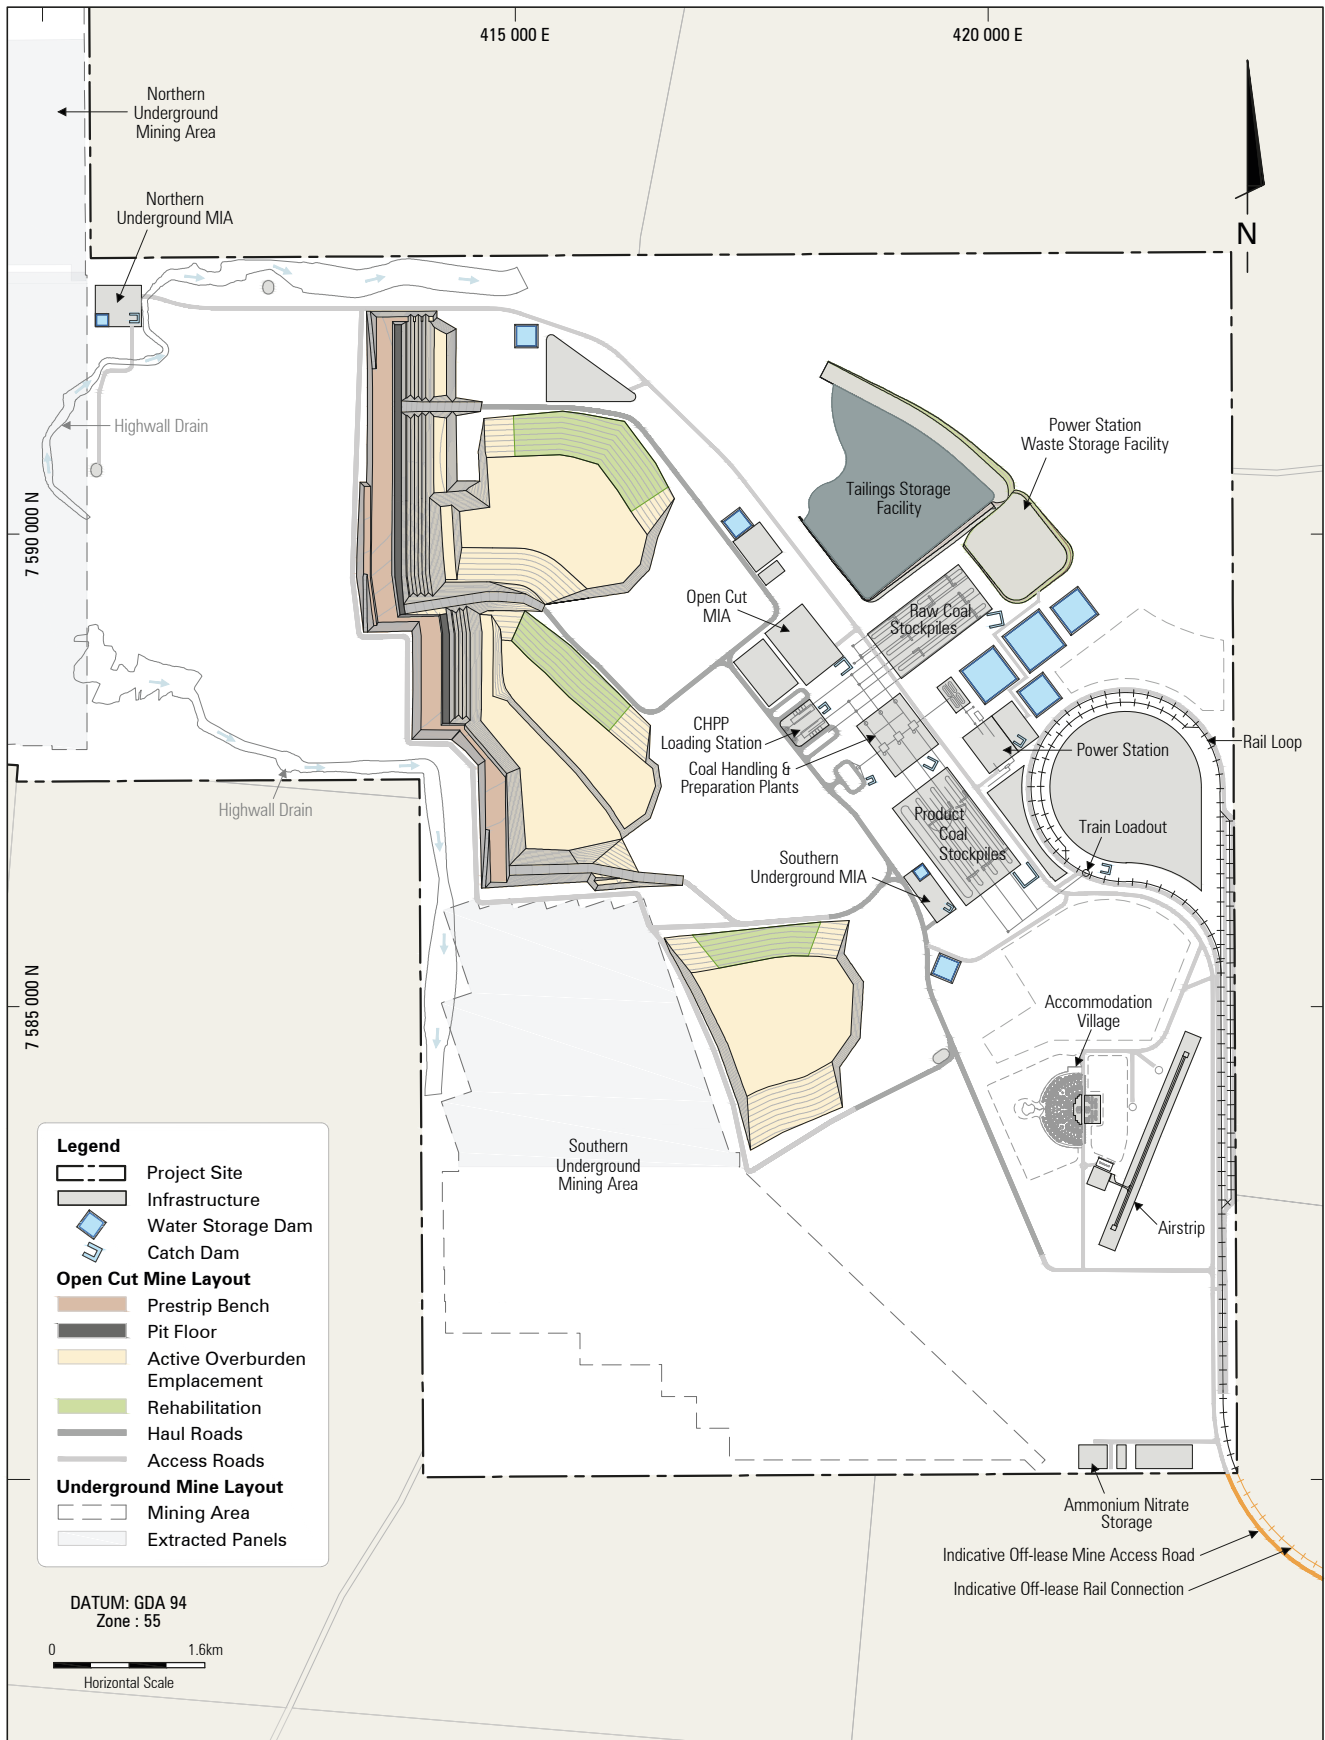 415 000 E
420 000 E
Northern
Underground
Mining Area
Northern
Underground MIA
N
Highwall Drain
Power Station
Waste Storage Facility
Tailings Storage
Facility
7 590 000 N
Open Cut
MIA
Raw Coal
Stockpiles
CHPP
Loading Station
Coal Handling &
Preparation Plants
Power Station
Rail Loop
Highwall Drain
Product
Coal
Stockpiles
Train Loadout
Southern
Underground MIA
7 585 000 N
Accommodation
Village
Southern
Underground
Mining Area
Airstrip
Legend
Project Site
Infrastructure
Water Storage Dam
Catch Dam
Open Cut Mine Layout
Prestrip Bench
Pit Floor
Active Overburden
Emplacement
Rehabilitation
Haul Roads
Access Roads
Underground Mine Layout
Mining Area
Extracted Panels
Ammonium Nitrate
Storage
Indicative Off-lease Mine Access Road
Indicative Off-lease Rail Connection
DATUM: GDA 94
Zone : 55
0
1.6km
Horizontal Scale